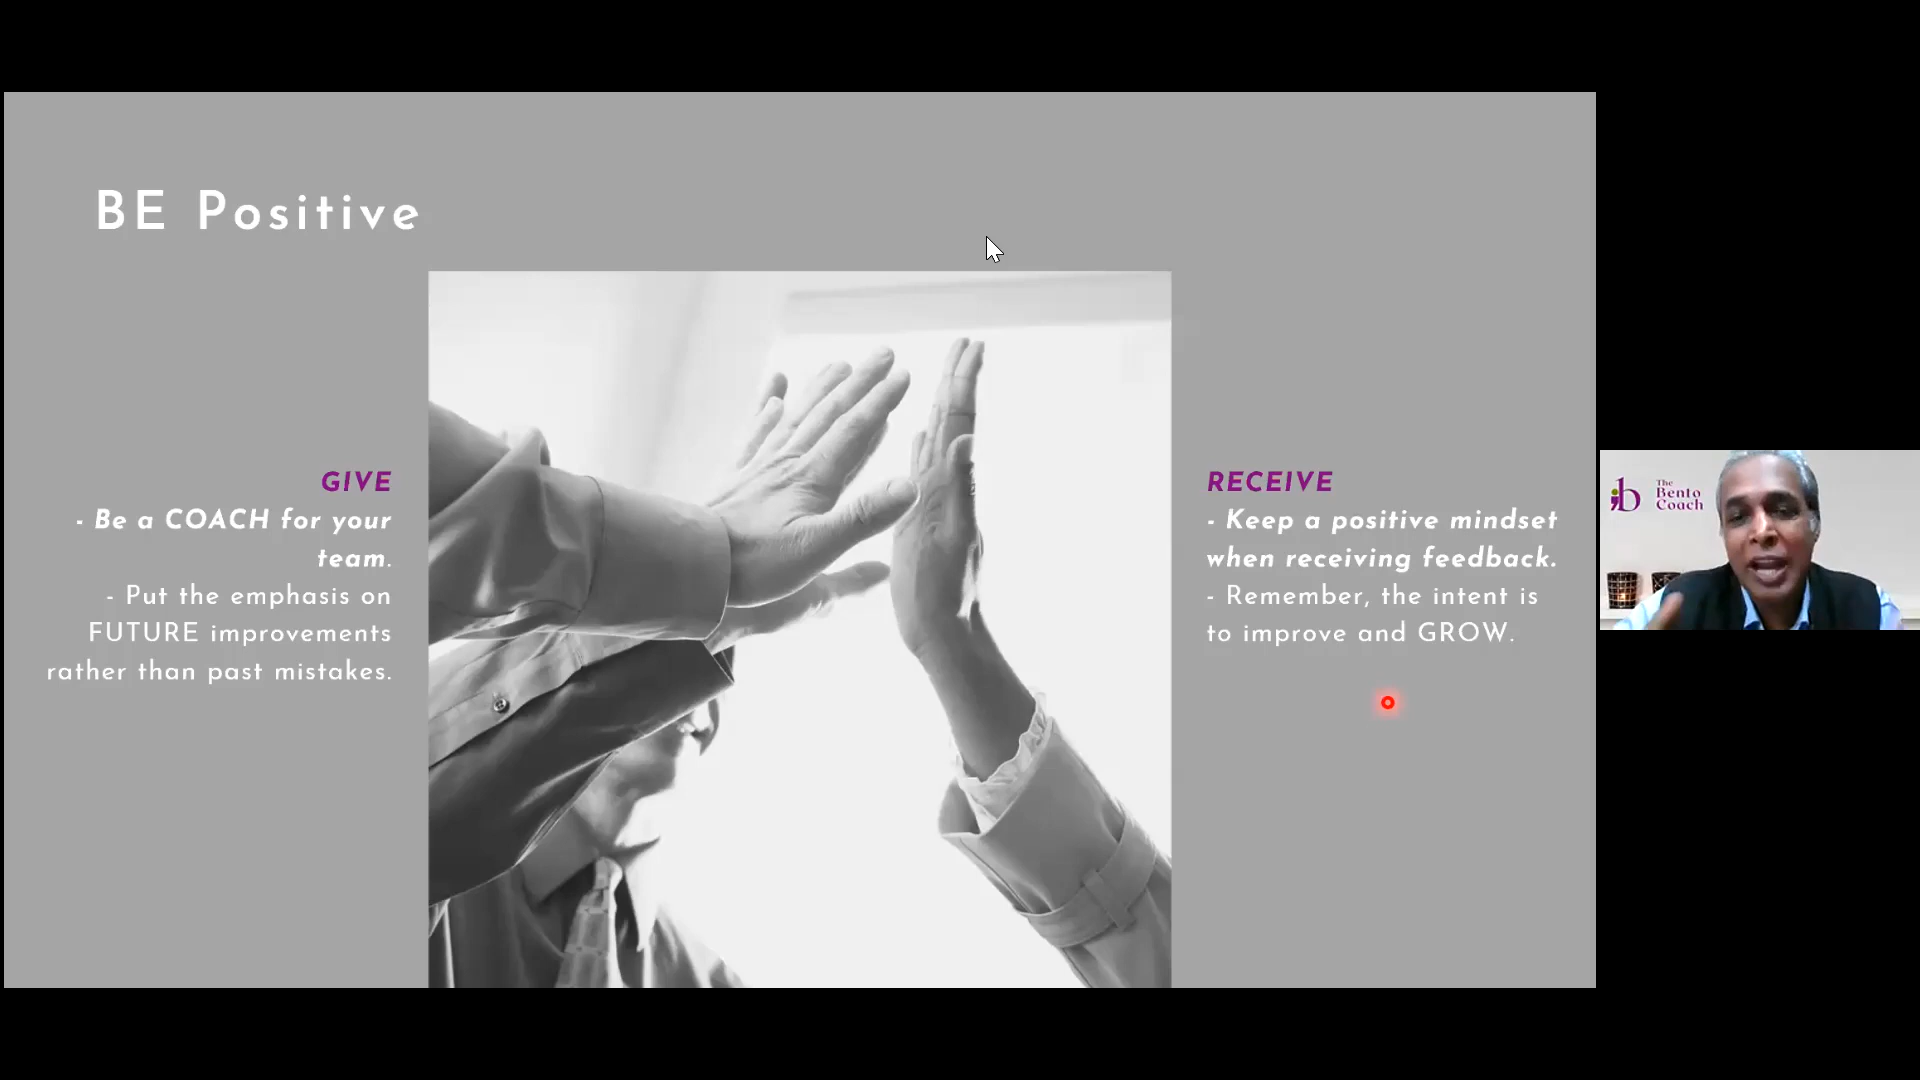 BE Positive
GIVE
- Be a COACH for your
team.
- Put the emphasis on
FUTURE improvements
rather than past mistakes.
RECEIVE
- Keep a positive mindset
when receiving feedback.
- Remember, the intent is
to improve and GROW.
b
The
Bento
Coach